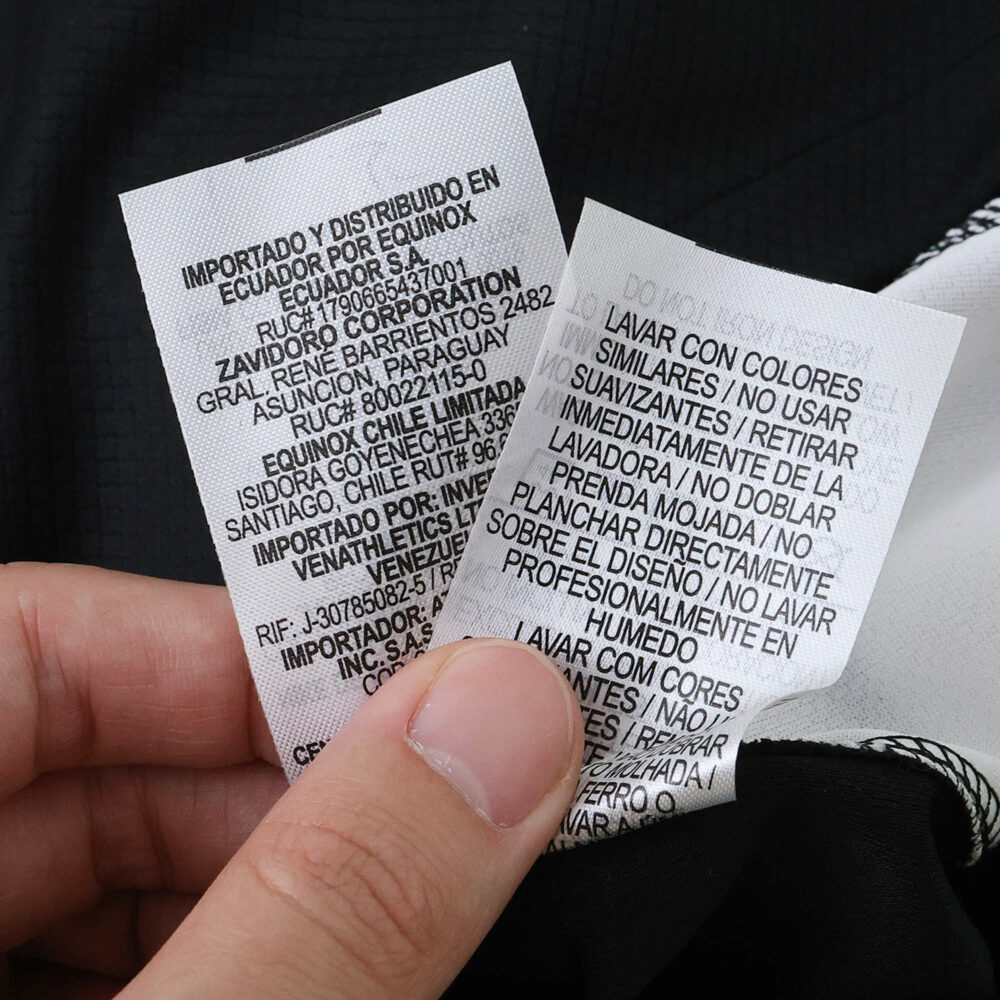 IMPORTADO Y DISTRIBUIDO EN
ECUADOR POR EQUINOX
ECUADOR S.A.
RUC# 1790665437001
ZAVIDORO CORPORATION
GRAL. RENÉ BARRIENTOS 2482
ASUNCION, PARAGUAY
RUC# 80022115-0
EQUINOX CHILE LIMITADA
ISIDORA GOYENECHEA
SANTIAGO, CHILE RUT#
IMPORTADO POR:
VENATHLETICS
RIF: J-30785082-5 /
IMPORTADOR:
INC. S.A.S
LAVAR CON COLORES
SIMILARES / NO USAR
SUAVIZANTES / RETIRAR
INMEDIATAMENTE DE LA
LAVADORA / NO DOBLAR
PRENDA MOJADA / NO
PLANCHAR DIRECTAMENTE
SOBRE EL DISEÑO / NO LAVAR
PROFESIONALMENTE EN
HUMEDO
LAVAR COM CORES
/ NÃO
MOLHADA /
FERRO O